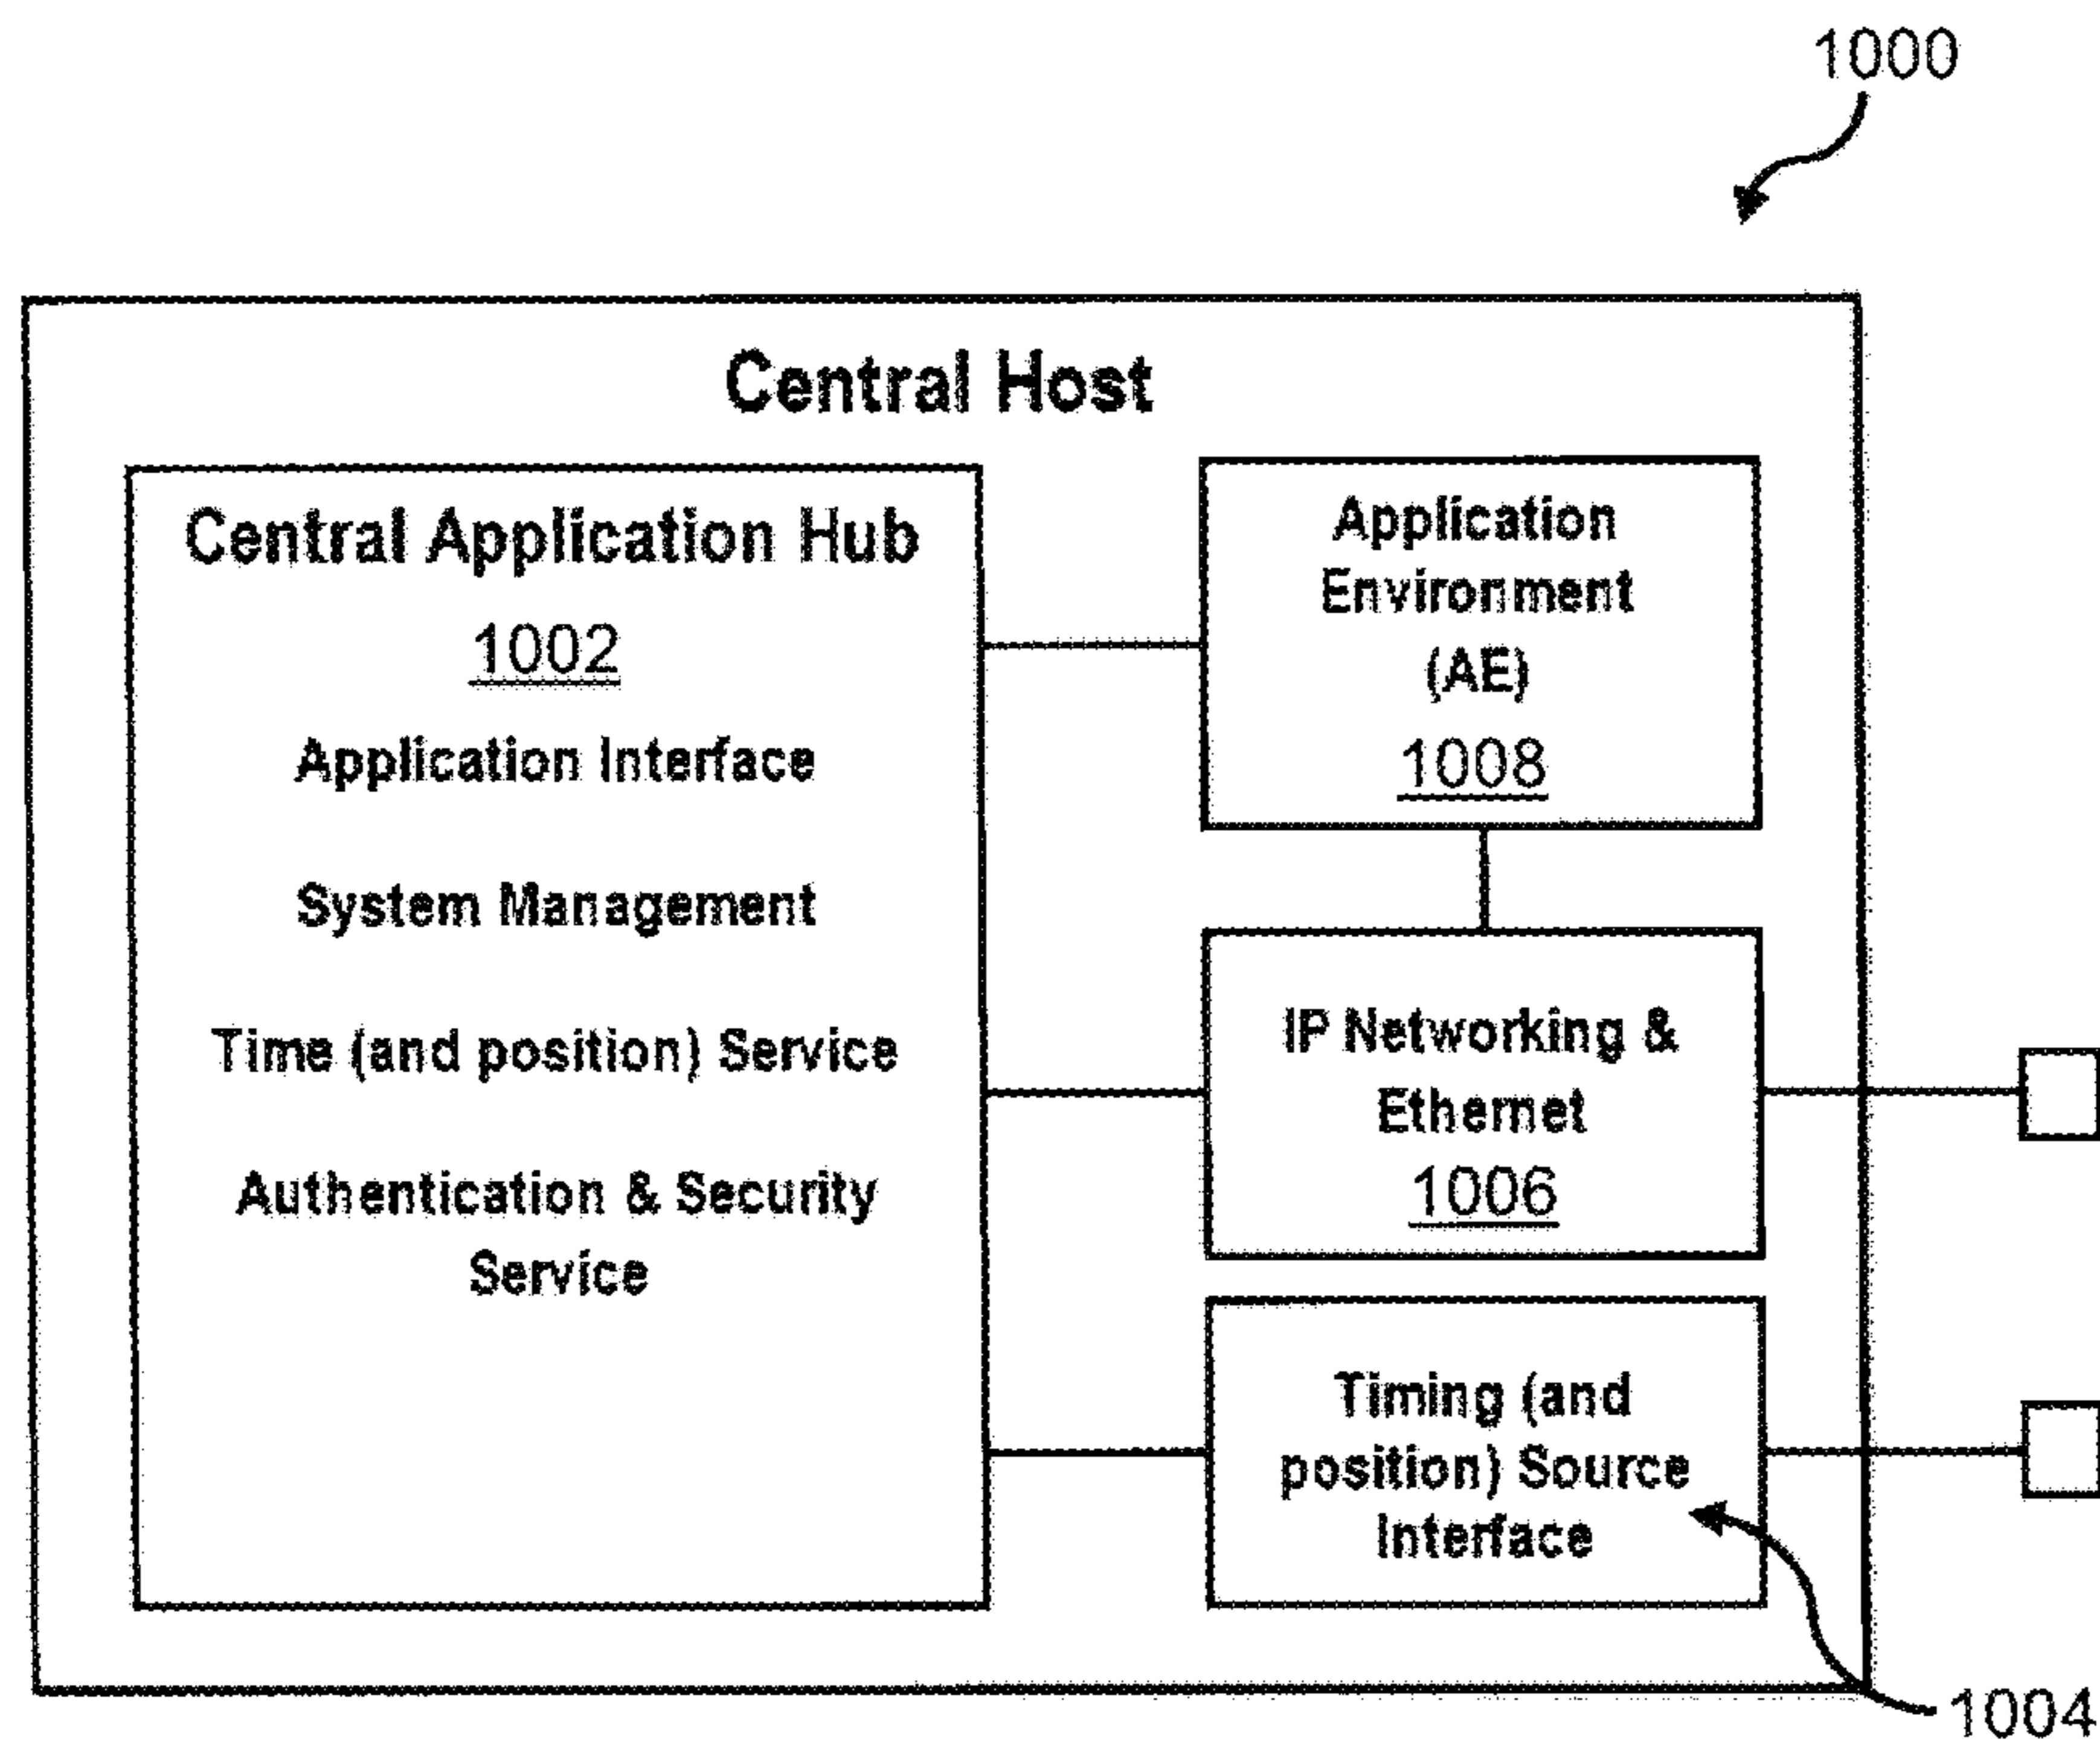 1000
Central Host
Central Application Hub
1002
Application Interface
System Management
Time (and position) Service
Authentication & Security
Service
Application
Environment
(AE)
1008
IP Networking &
Ethernet
1006
Timing (and
position) Source
Interface
1004